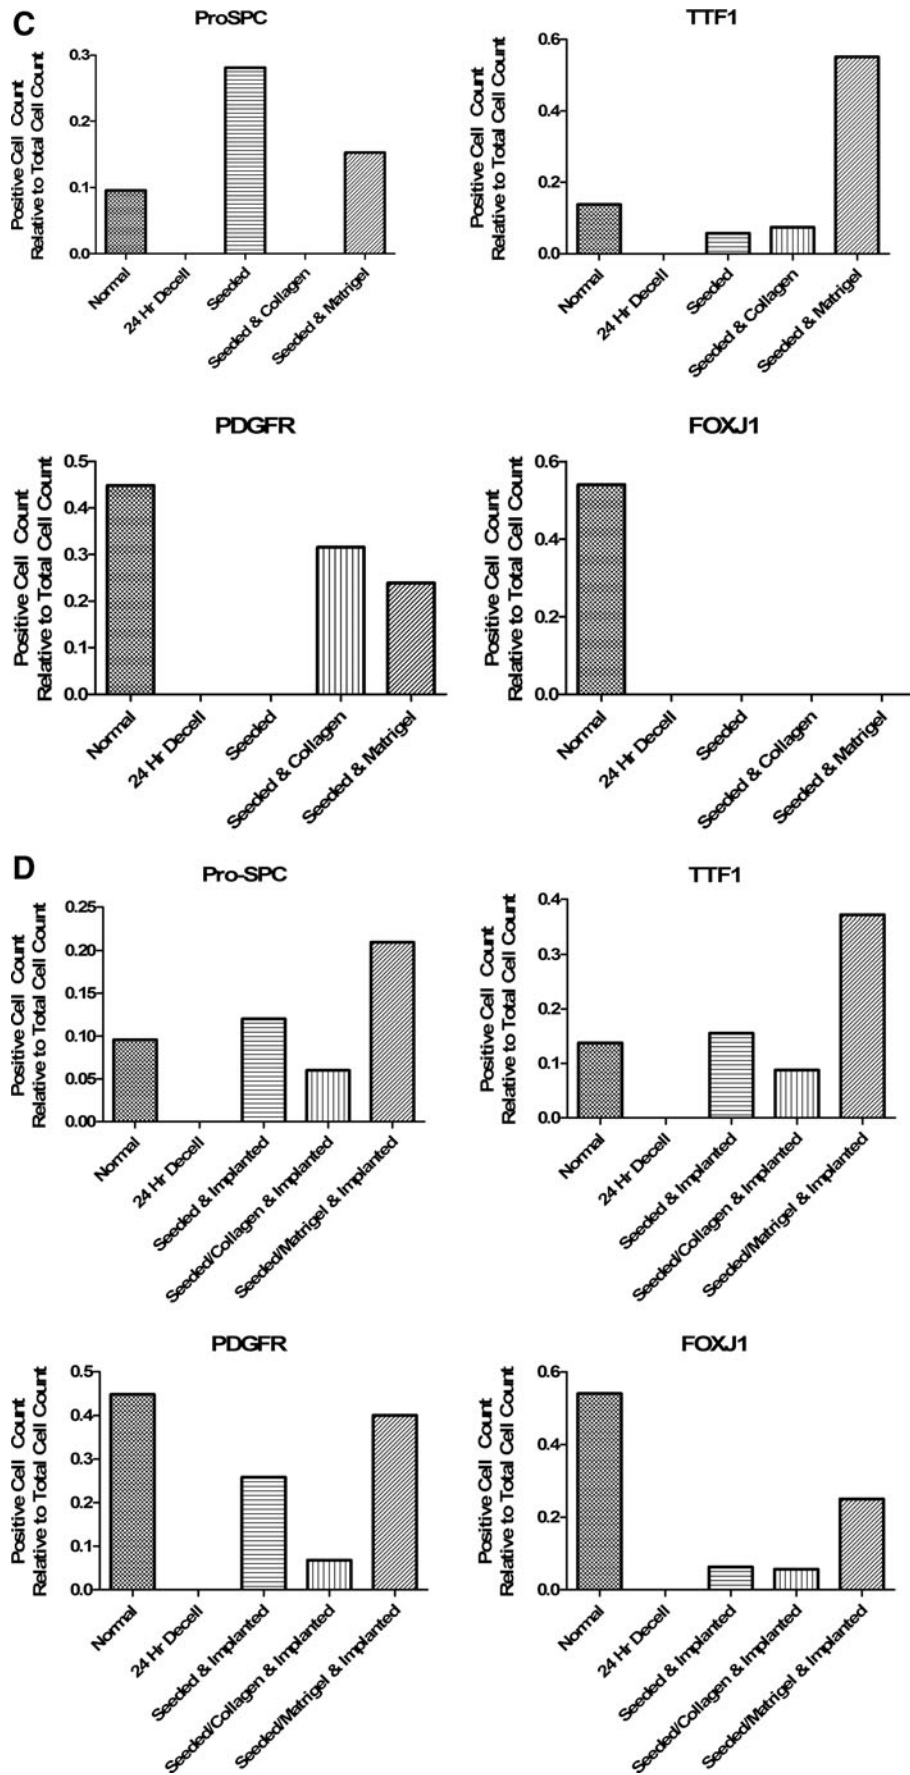 C
ProSPC
Positive Cell Count
Relative to Total Cell Count
0.3
0.2
0.1
0.0
Normal
24 Hr Decell
Seeded
Seeded & Collagen
Seeded & Matrigel
TTF1
Positive Cell Count
Relative to Total Cell Count
0.6
0.4
0.2
0.0
Normal
24 Hr Decell
Seeded
Seeded & Collagen
Seeded & Matrigel
PDGFR
Positive Cell Count
Relative to Total Cell Count
0.5
0.4
0.3
0.2
0.1
0.0
Normal
24 Hr Decell
Seeded
Seeded & Collagen
Seeded & Matrigel
FOXJ1
Positive Cell Count
Relative to Total Cell Count
0.6
0.4
0.2
0.0
Normal
24 Hr Decell
Seeded
Seeded & Collagen
Seeded & Matrigel
D
Pro-SPC
Positive Cell Count
Relative to Total Cell Count
0.25
0.20
0.15
0.10
0.05
0.00
Normal
24 Hr Decell
Seeded & Implanted
Seeded/Collagen & Implanted
Seeded/Matrigel & Implanted
TTF1
Positive Cell Count
Relative to Total Cell Count
0.4
0.3
0.2
0.1
0.0
Normal
24 Hr Decell
Seeded & Implanted
Seeded/Collagen & Implanted
Seeded/Matrigel & Implanted
PDGFR
Positive Cell Count
Relative to Total Cell Count
0.5
0.4
0.3
0.2
0.1
0.0
Normal
24 Hr Decell
Seeded & Implanted
Seeded/Collagen & Implanted
Seeded/Matrigel & Implanted
FOXJ1
Positive Cell Count
Relative to Total Cell Count
0.6
0.4
0.2
0.0
Normal
24 Hr Decell
Seeded & Implanted
Seeded/Collagen & Implanted
Seeded/Matrigel & Implanted